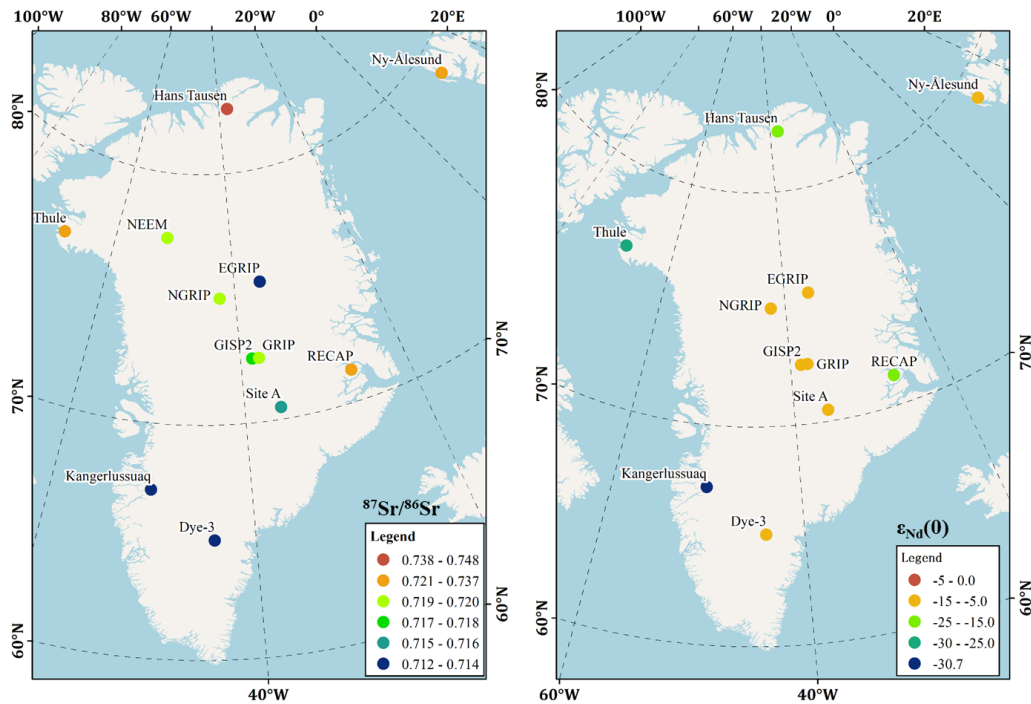 100°W 80°W 60°W 40°W 20°W 0° 20°E
80°N
70°N
60°N
70°N
60°N
40°W
Ny-Ålesund
Hans Tausen
Thule
NEEM
EGRIP
NGRIP
GISP2 GRIP
RECAP
Site A
Kangerlussuaq
Dye-3
⁸⁷Sr/⁸⁶Sr
Legend
0.738 - 0.748
0.721 - 0.737
0.719 - 0.720
0.717 - 0.718
0.715 - 0.716
0.712 - 0.714
100°W 80°W 60°W 40°W 20°W 0° 20°E
80°N
70°N
60°N
70°N
60°N
60°W 40°W
Ny-Ålesund
Hans Tausen
Thule
EGRIP
NGRIP
GISP2
GRIP
RECAP
Site A
Kangerlussuaq
Dye-3
εNd(0)
Legend
-5 - 0.0
-15 - -5.0
-25 - -15.0
-30 - -25.0
-30.7